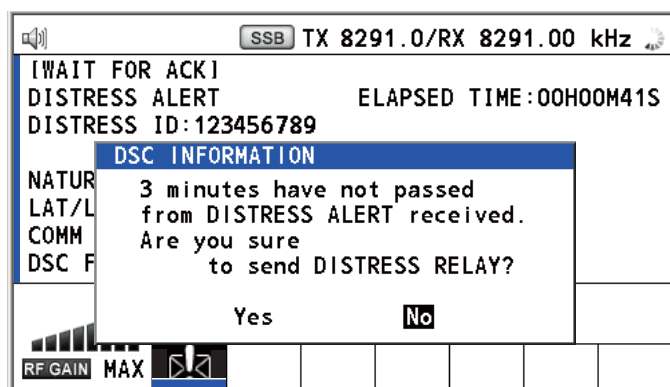 SSB TX 8291.0/RX 8291.00 kHz
[WAIT FOR ACK]
DISTRESS ALERT ELAPSED TIME:00H00M41S
DISTRESS ID:123456789
DSC INFORMATION
NATUR
LAT/L
COMM
DSC F
3 minutes have not passed
from DISTRESS ALERT received.
Are you sure
to send DISTRESS RELAY?
Yes No
RF GAIN MAX